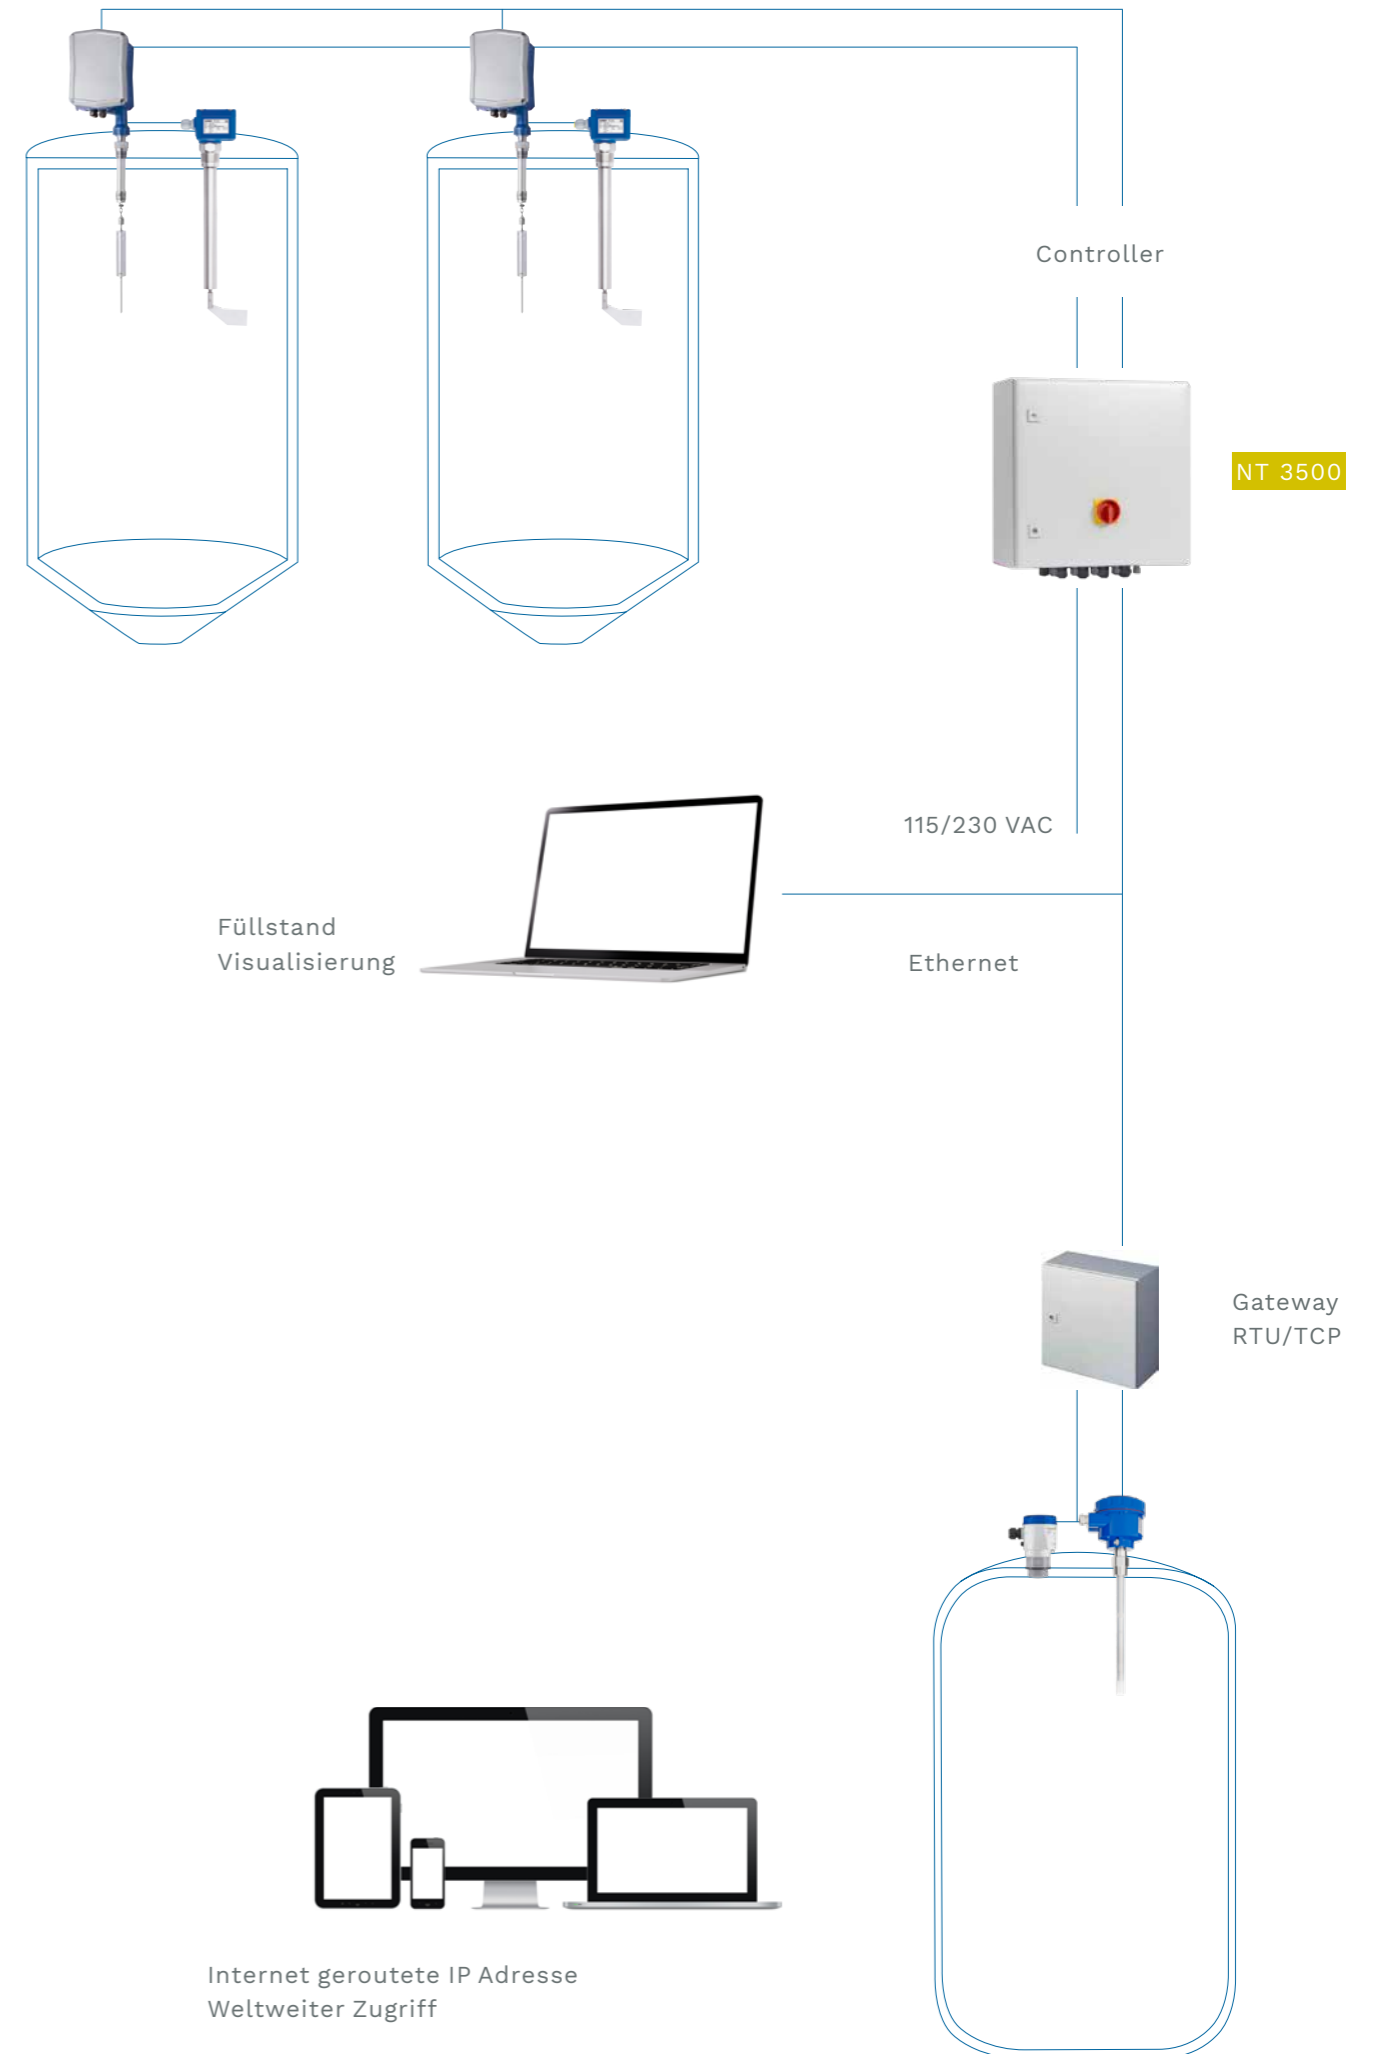 Controller
NT 3500
115/230 VAC
Füllstand
Visualisierung
Ethernet
Gateway
RTU/TCP
Internet geroutete IP Adresse
Weltweiter Zugriff